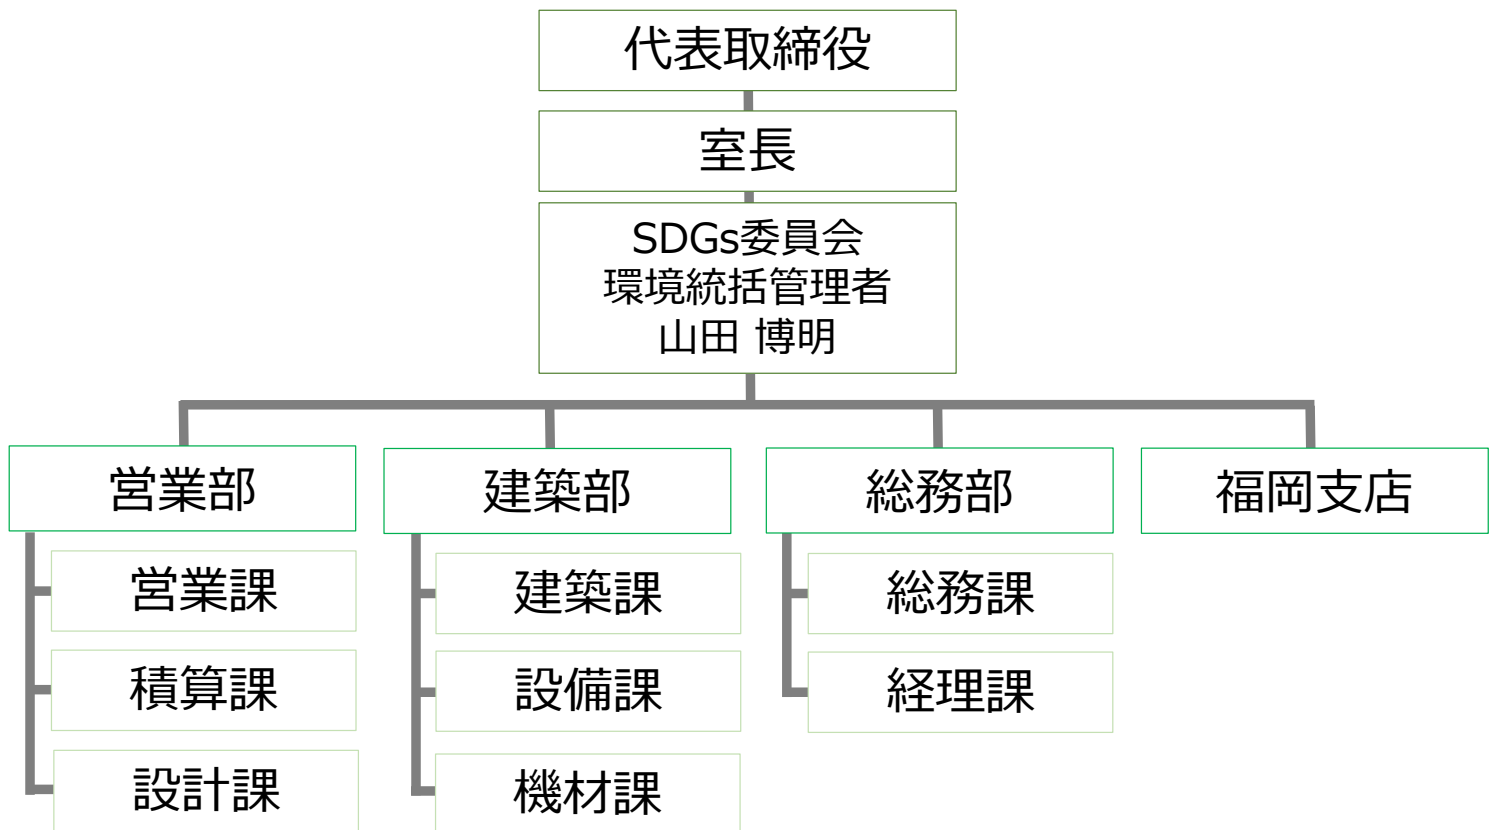 代表取締役
室長
SDGs委員会
環境統括管理者
山田 博明
営業部
建築部
総務部
福岡支店
営業課
積算課
設計課
建築課
設備課
機材課
総務課
経理課